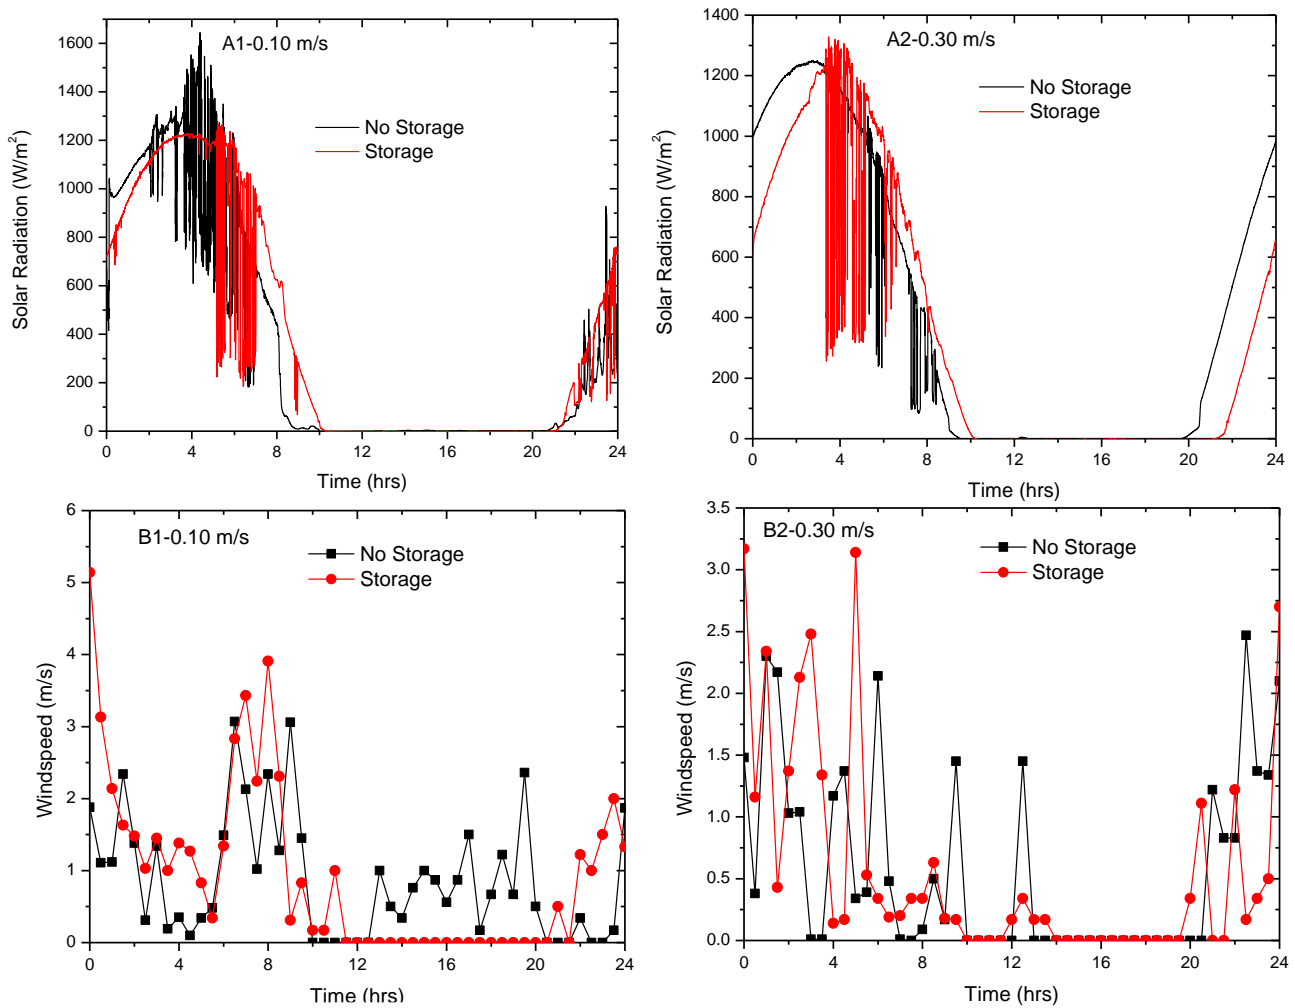 A1-0.10 m/s
No Storage
Storage
Solar Radiation (W/m²)
1600
1400
1200
1000
800
600
400
200
0
0 4 8 12 16 20 24
Time (hrs)
A2-0.30 m/s
No Storage
Storage
Solar Radiation (W/m²)
1400
1200
1000
800
600
400
200
0
0 4 8 12 16 20 24
Time (hrs)
B1-0.10 m/s
No Storage
Storage
Windspeed (m/s)
6
5
4
3
2
1
0
0 4 8 12 16 20 24
Time (hrs)
B2-0.30 m/s
No Storage
Storage
Windspeed (m/s)
3.5
3.0
2.5
2.0
1.5
1.0
0.5
0.0
0 4 8 12 16 20 24
Time (hrs)